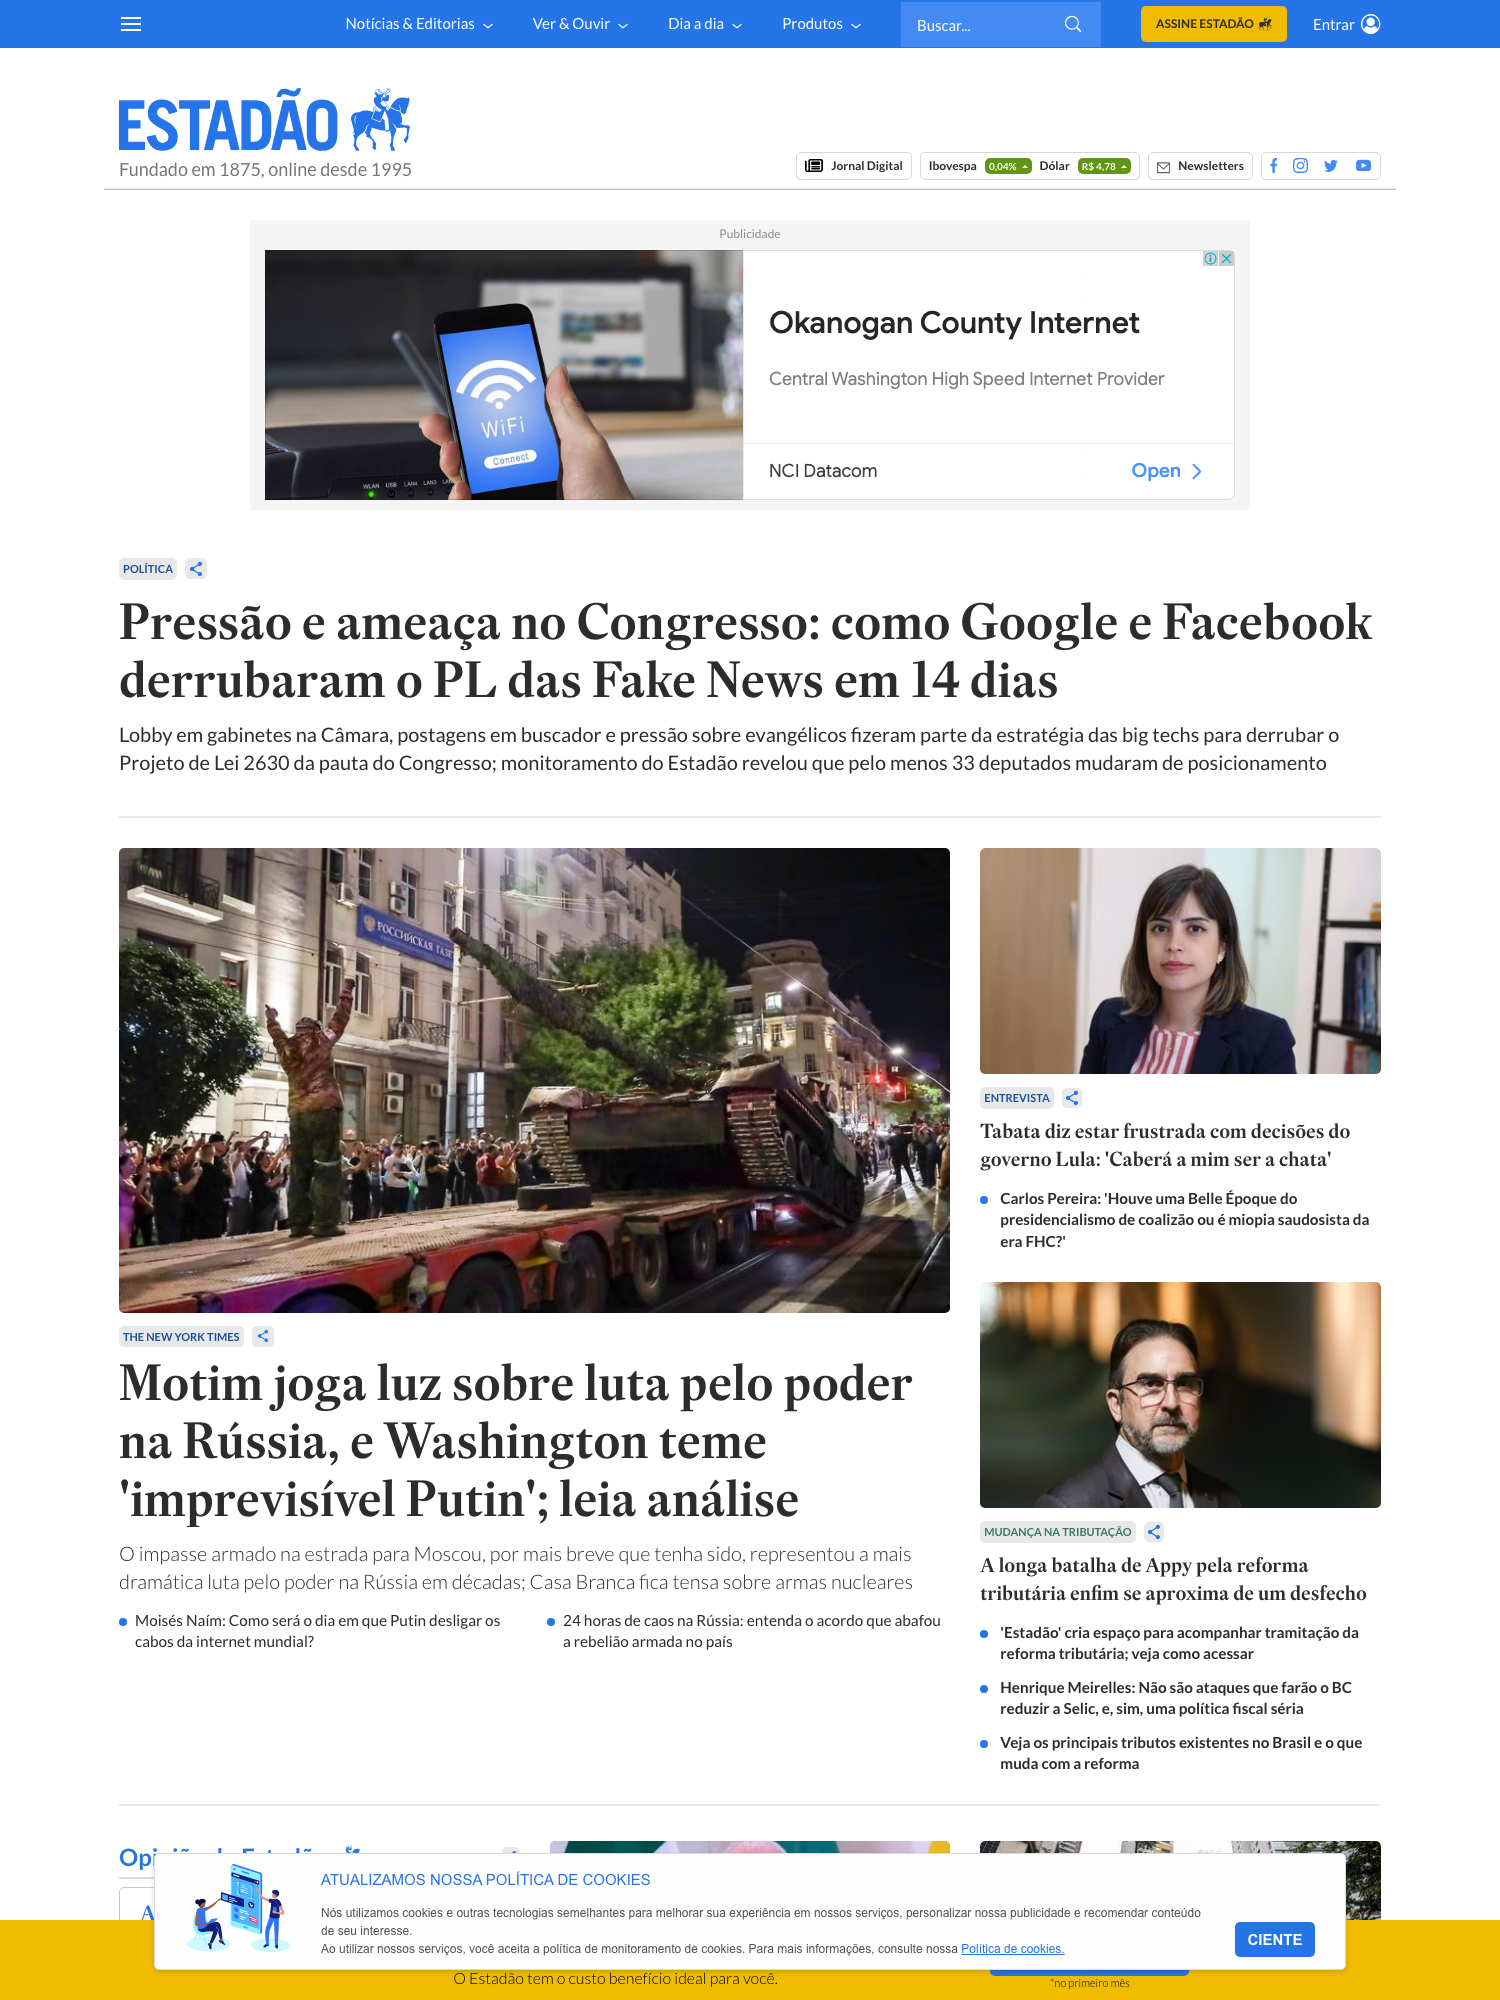 Notícias & Editorias
Ver & Ouvir
Dia a dia
Produtos
Buscar...
ASSINE ESTADÃO
Entrar
ESTADÃO
Fundado em 1875, online desde 1995
Jornal Digital
Ibovespa 0,04% Dólar R$ 4,78
Newsletters
Publicidade
WiFi
Connect
WLAN USB LAN4 LAN3
Okanogan County Internet
Central Washington High Speed Internet Provider
NCI Datacom
Open
POLÍTICA
Pressão e ameaça no Congresso: como Google e Facebook
derrubaram o PL das Fake News em 14 dias
Lobby em gabinetes na Câmara, postagens em buscador e pressão sobre evangélicos fizeram parte da estratégia das big techs para derrubar o
Projeto de Lei 2630 da pauta do Congresso; monitoramento do Estadão revelou que pelo menos 33 deputados mudaram de posicionamento
РОССИЙСКАЯ ГАЗЕ
THE NEW YORK TIMES
Motim joga luz sobre luta pelo poder
na Rússia, e Washington teme
'imprevisível Putin'; leia análise
O impasse armado na estrada para Moscou, por mais breve que tenha sido, representou a mais
dramática luta pelo poder na Rússia em décadas; Casa Branca fica tensa sobre armas nucleares
Moisés Naím: Como será o dia em que Putin desligar os
cabos da internet mundial?
24 horas de caos na Rússia: entenda o acordo que abafou
a rebelião armada no país
ENTREVISTA
Tabata diz estar frustrada com decisões do
governo Lula: 'Caberá a mim ser a chata'
Carlos Pereira: 'Houve uma Belle Époque do
presidencialismo de coalizão ou é miopia saudosista da
era FHC?'
MUDANÇA NA TRIBUTAÇÃO
A longa batalha de Appy pela reforma
tributária enfim se aproxima de um desfecho
'Estadão' cria espaço para acompanhar tramitação da
reforma tributária; veja como acessar
Henrique Meirelles: Não são ataques que farão o BC
reduzir a Selic, e, sim, uma política fiscal séria
Veja os principais tributos existentes no Brasil e o que
muda com a reforma
Opinião do Estadão
A
ATUALIZAMOS NOSSA POLÍTICA DE COOKIES
Nós utilizamos cookies e outras tecnologias semelhantes para melhorar sua experiência em nossos serviços, personalizar nossa publicidade e recomendar conteúdo
de seu interesse.
Ao utilizar nossos serviços, você aceita a política de monitoramento de cookies. Para mais informações, consulte nossa Política de cookies.
CIENTE
O Estadão tem o custo benefício ideal para você.
*no primeiro mês